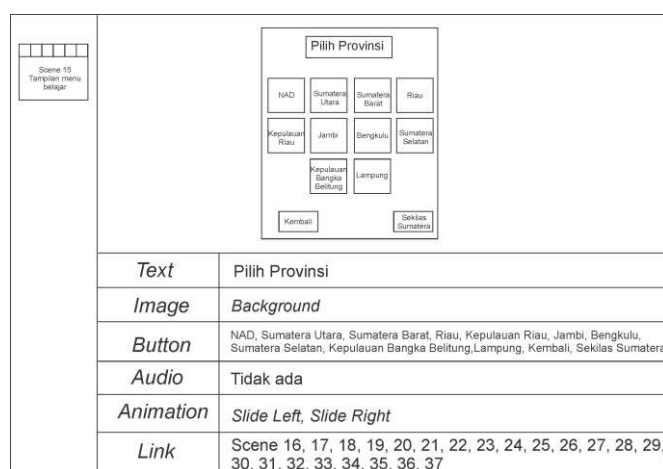 Scene 15
Tampilan menu
belajar
Pilih Provinsi
NAD
Sumatera
Utara
Sumatera
Barat
Riau
Kepulauan
Riau
Jambi
Bengkulu
Sumatera
Selatan
Kepulauan
Bangka
Belitung
Lampung
Kembali
Sekilas
Sumatera
Text
Pilih Provinsi
Image
Background
Button
NAD, Sumatera Utara, Sumatera Barat, Riau, Kepulauan Riau, Jambi, Bengkulu,
Sumatera Selatan, Kepulauan Bangka Belitung,Lampung, Kembali, Sekilas Sumatera
Audio
Tidak ada
Animation
Slide Left, Slide Right
Link
Scene 16, 17, 18, 19, 20, 21, 22, 23, 24, 25, 26, 27, 28, 29,
30, 31, 32, 33, 34, 35, 36, 37